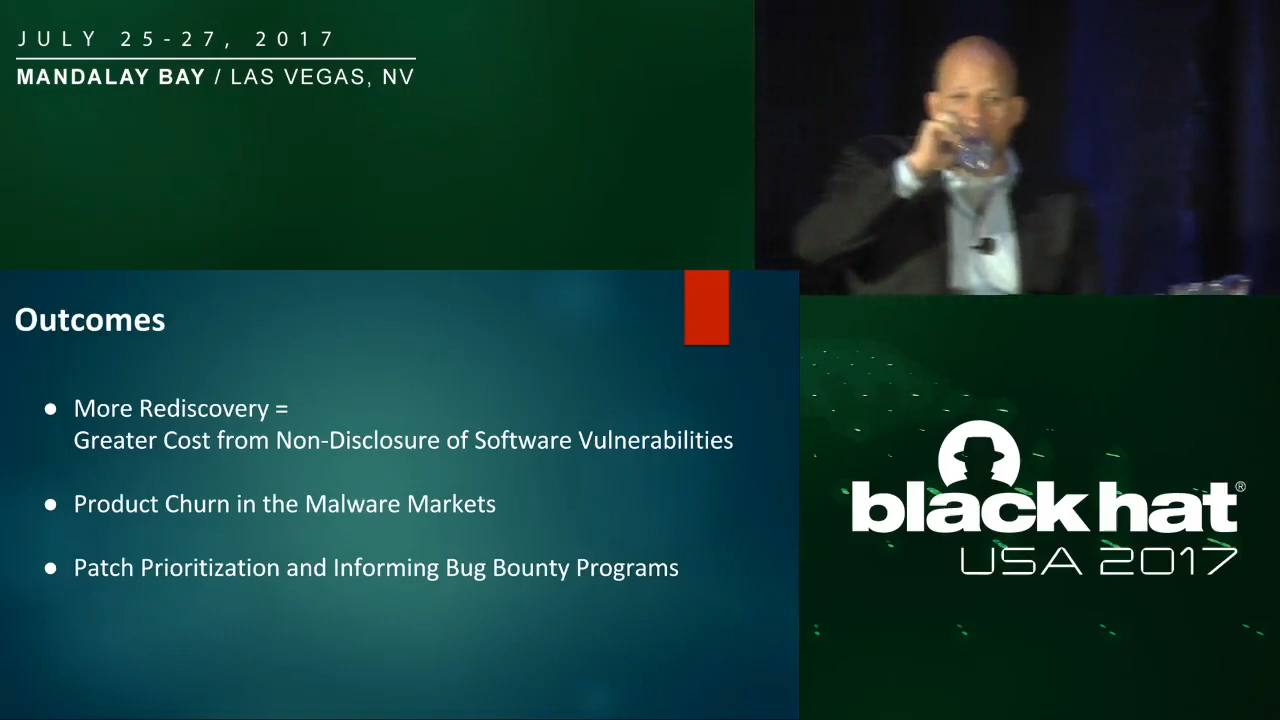 JULY 25-27, 2017
MANDALAY BAY / LAS VEGAS, NV
Outcomes
● More Rediscovery =
Greater Cost from Non-Disclosure of Software Vulnerabilities
● Product Churn in the Malware Markets
● Patch Prioritization and Informing Bug Bounty Programs
black hat®
USA 2017